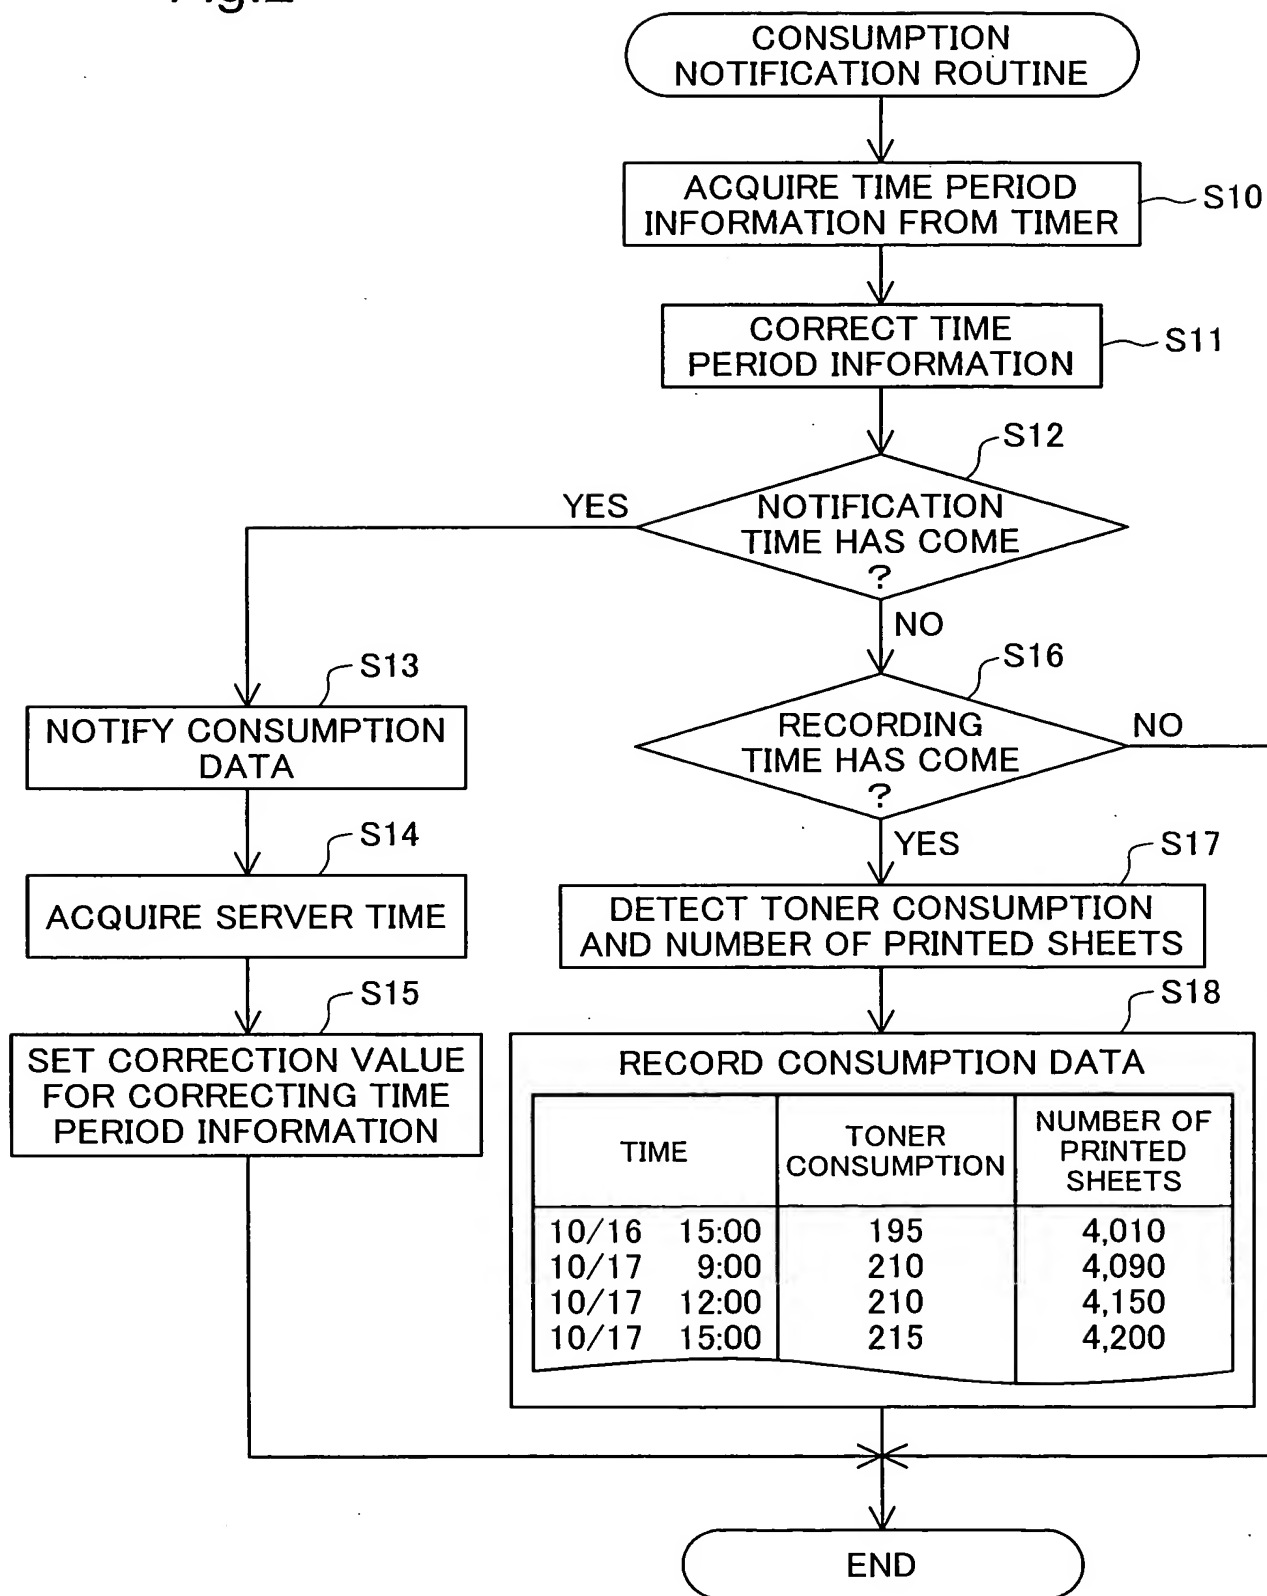 CONSUMPTION
NOTIFICATION ROUTINE
ACQUIRE TIME PERIOD
INFORMATION FROM TIMER
S10
CORRECT TIME
PERIOD INFORMATION
S11
S12
NOTIFICATION
TIME HAS COME
?
YES
NO
S13
NOTIFY CONSUMPTION
DATA
S14
ACQUIRE SERVER TIME
S15
SET CORRECTION VALUE
FOR CORRECTING TIME
PERIOD INFORMATION
S16
RECORDING
TIME HAS COME
?
NO
YES
S17
DETECT TONER CONSUMPTION
AND NUMBER OF PRINTED SHEETS
S18
RECORD CONSUMPTION DATA
TIME
TONER
CONSUMPTION
NUMBER OF
PRINTED
SHEETS
10/16 15:00 195 4,010
10/17 9:00 210 4,090
10/17 12:00 210 4,150
10/17 15:00 215 4,200
END